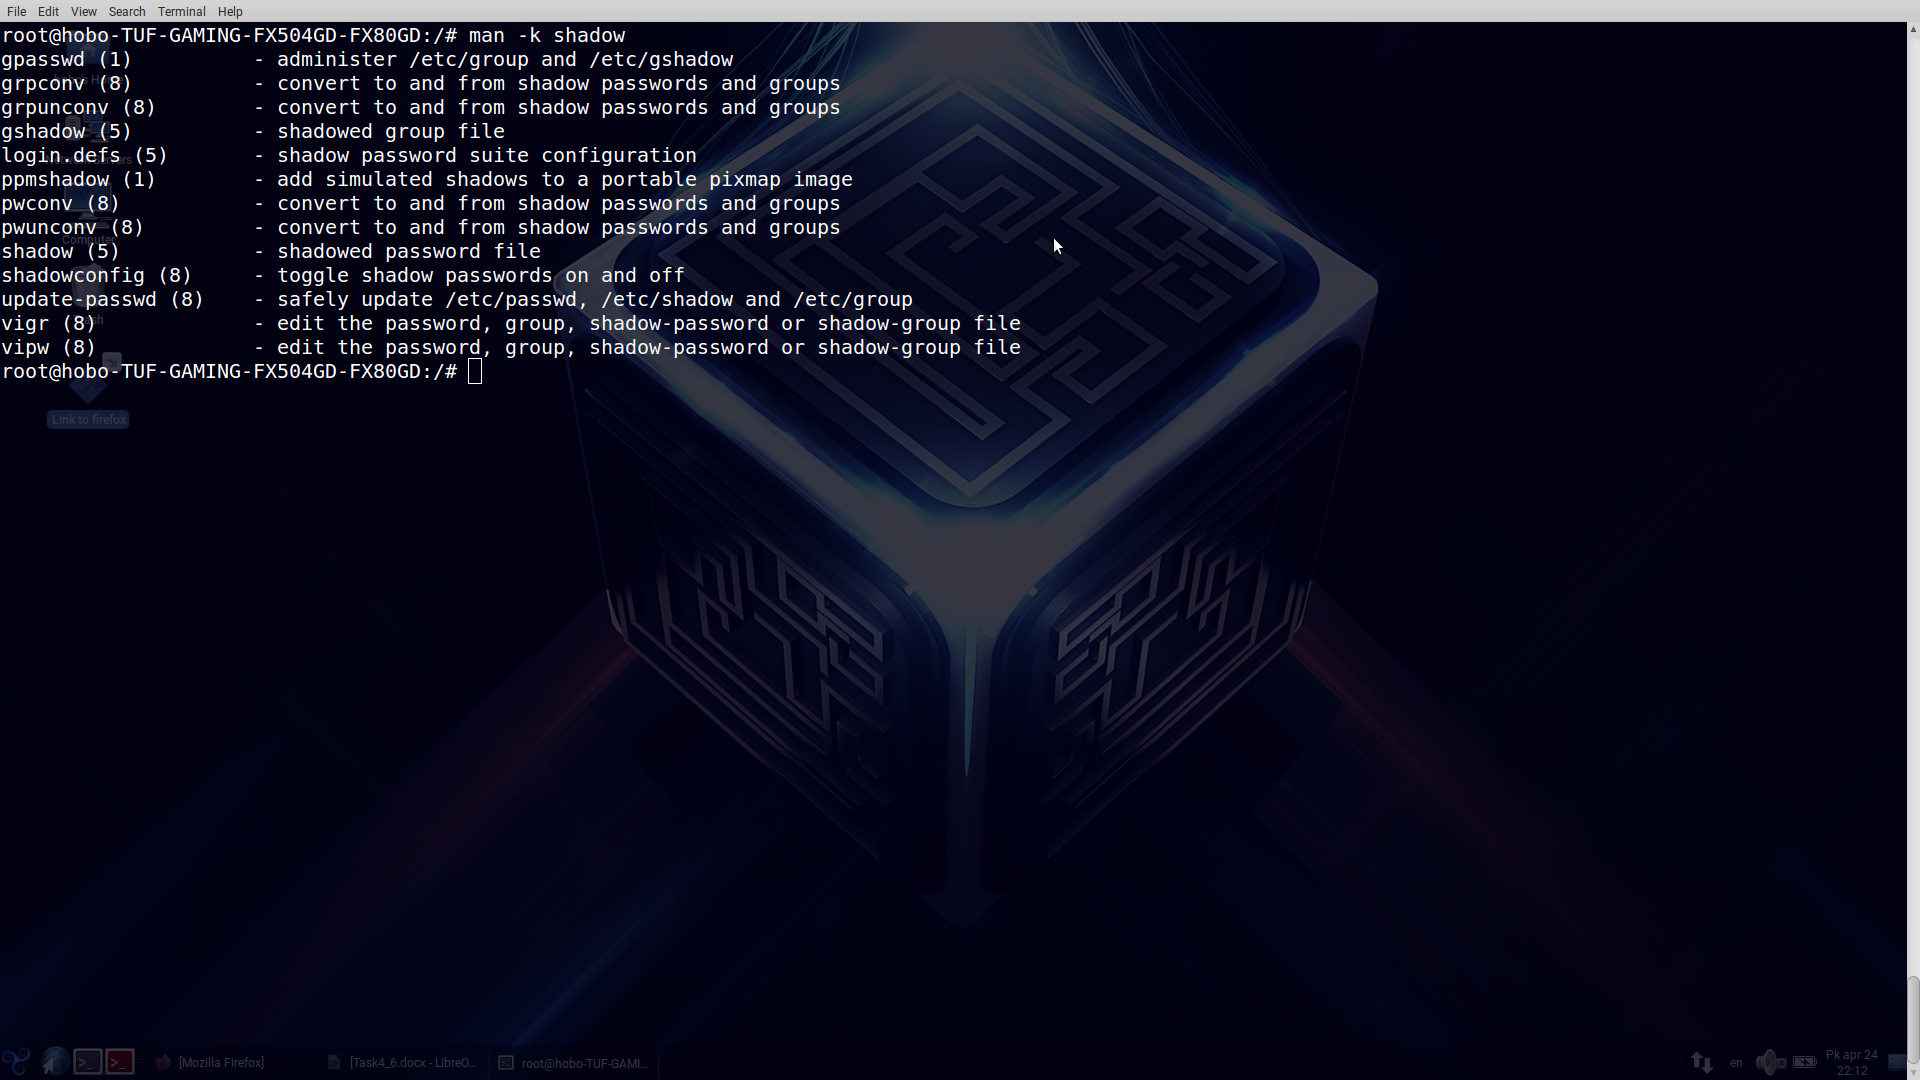 File Edit View Search Terminal Help
root@hobo-TUF-GAMING-FX504GD-FX80GD:/# man -k shadow
gpasswd (1)          - administer /etc/group and /etc/gshadow
grpconv (8)          - convert to and from shadow passwords and groups
grpunconv (8)        - convert to and from shadow passwords and groups
gshadow (5)          - shadowed group file
login.defs (5)       - shadow password suite configuration
ppmshadow (1)        - add simulated shadows to a portable pixmap image
pwconv (8)           - convert to and from shadow passwords and groups
pwunconv (8)         - convert to and from shadow passwords and groups
shadow (5)           - shadowed password file
shadowconfig (8)     - toggle shadow passwords on and off
update-passwd (8)    - safely update /etc/passwd, /etc/shadow and /etc/group
vigr (8)             - edit the password, group, shadow-password or shadow-group file
vipw (8)             - edit the password, group, shadow-password or shadow-group file
root@hobo-TUF-GAMING-FX504GD-FX80GD:/#
Computer
Link to firefox
[Mozilla Firefox] [Task4_6.docx - LibreO... root@hobo-TUF-GAMI... en Pk apr 24
22:12